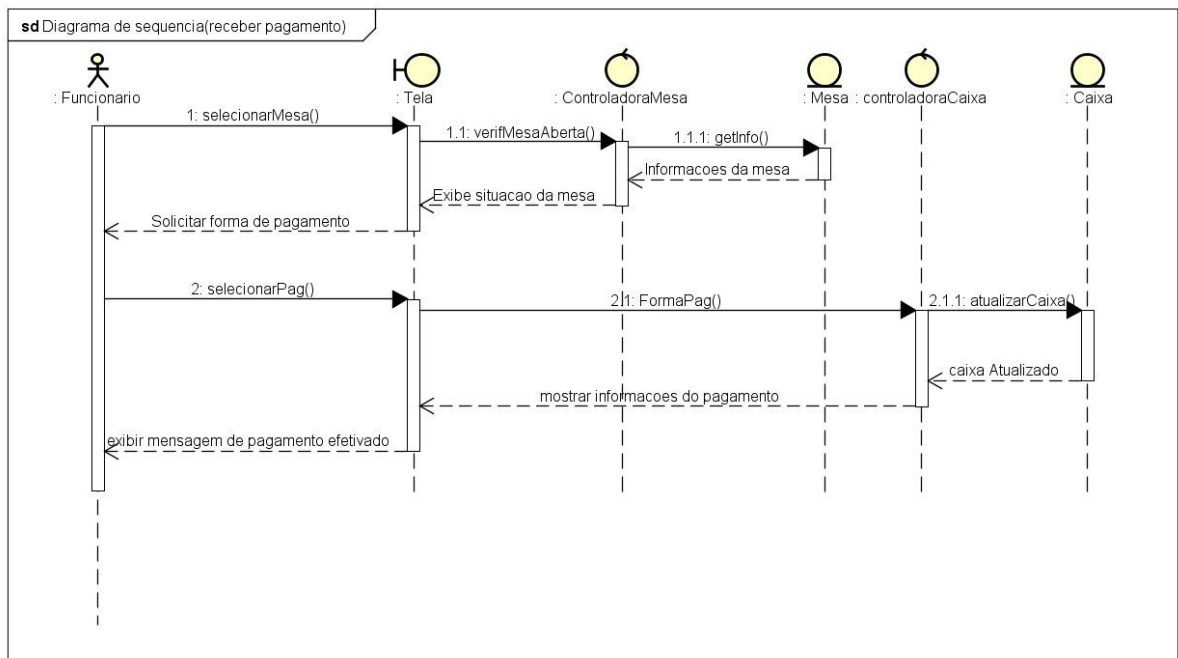 sd Diagrama de sequencia(receber pagamento)
: Funcionario
: Tela
: ControladoraMesa
: Mesa
: controladoraCaixa
: Caixa
1: selecionarMesa()
1.1: verifMesaAberta()
1.1.1: getInfo()
Informacoes da mesa
Exibe situacao da mesa
Solicitar forma de pagamento
2: selecionarPag()
2.1: FormaPag()
2.1.1: atualizarCaixa()
caixa Atualizado
mostrar informacoes do pagamento
exibir mensagem de pagamento efetivado